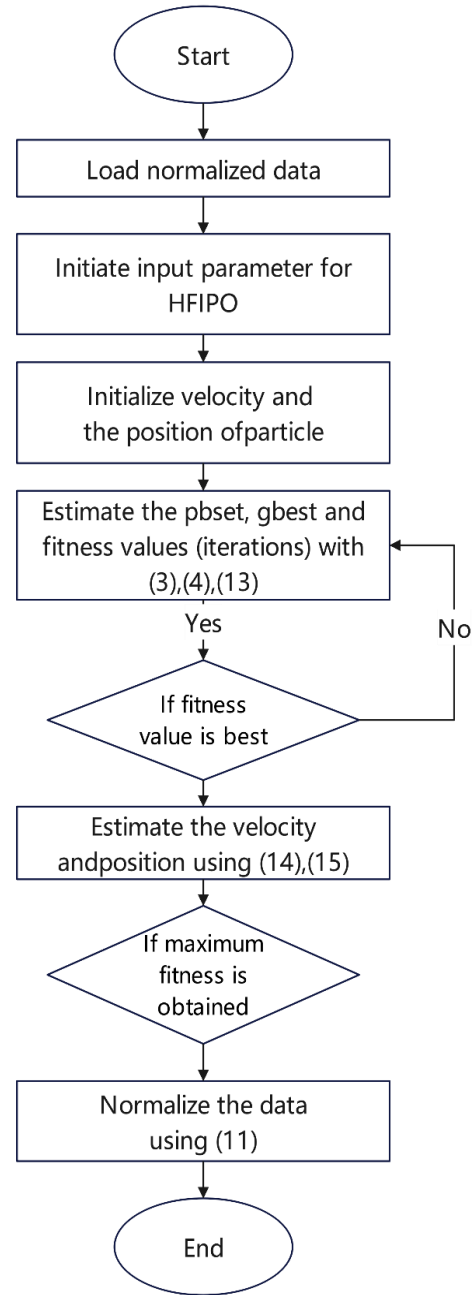 Start
Load normalized data
Initiate input parameter for
HFIPO
Initialize velocity and
the position ofparticle
Estimate the pbset, gbest and
fitness values (iterations) with
(3),(4),(13)
Yes
No
If fitness
value is best
Estimate the velocity
andposition using (14),(15)
If maximum
fitness is
obtained
Normalize the data
using (11)
End